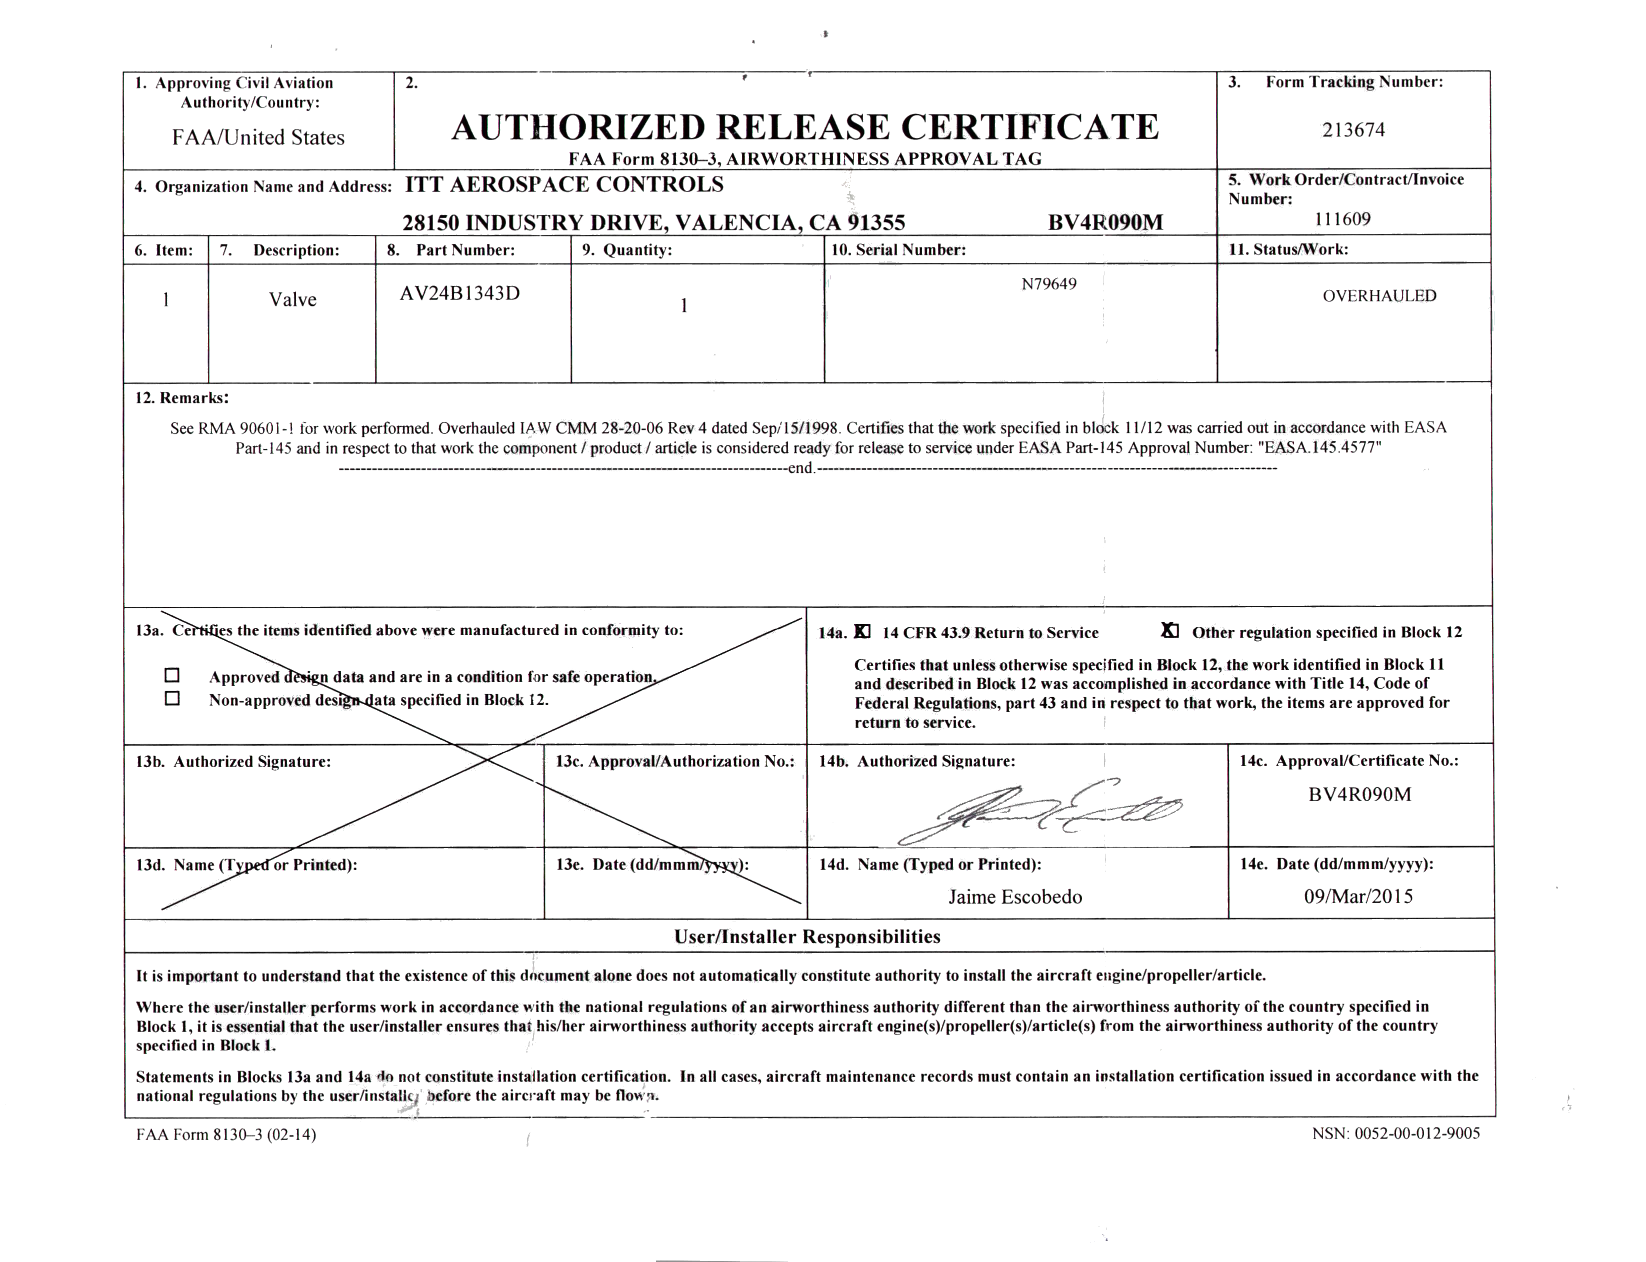 1. Approving Civil Aviation Authority/Country:
FAA/United States
2.
AUTHORIZED RELEASE CERTIFICATE
FAA Form 8130–3, AIRWORTHINESS APPROVAL TAG
3. Form Tracking Number:
213674
4. Organization Name and Address: ITT AEROSPACE CONTROLS
28150 INDUSTRY DRIVE, VALENCIA, CA 91355 BV4R090M
5. Work Order/Contract/Invoice
Number:
111609
6. Item: 7. Description: 8. Part Number: 9. Quantity: 10. Serial Number: 11. Status/Work:
1 Valve AV24B1343D 1 N79649 OVERHAULED
12. Remarks:
See RMA 90601-1 for work performed. Overhauled IAW CMM 28-20-06 Rev 4 dated Sep/15/1998. Certifies that the work specified in block 11/12 was carried out in accordance with EASA
Part-145 and in respect to that work the component / product / article is considered ready for release to service under EASA Part-145 Approval Number: "EASA.145.4577"
------------------------------------------------------------------------------------------end.--------------------------------------------------------------------------------------------
13a. Certifies the items identified above were manufactured in conformity to:
☐ Approved design data and are in a condition for safe operation.
☐ Non-approved design data specified in Block 12.
14a. ☒ 14 CFR 43.9 Return to Service ☒ Other regulation specified in Block 12
Certifies that unless otherwise specified in Block 12, the work identified in Block 11
and described in Block 12 was accomplished in accordance with Title 14, Code of
Federal Regulations, part 43 and in respect to that work, the items are approved for
return to service.
13b. Authorized Signature: 13c. Approval/Authorization No.: 14b. Authorized Signature: 14c. Approval/Certificate No.:
BV4R090M
13d. Name (Typed or Printed): 13e. Date (dd/mmm/yyyy): 14d. Name (Typed or Printed): 14e. Date (dd/mmm/yyyy):
Jaime Escobedo 09/Mar/2015
User/Installer Responsibilities
It is important to understand that the existence of this document alone does not automatically constitute authority to install the aircraft engine/propeller/article.
Where the user/installer performs work in accordance with the national regulations of an airworthiness authority different than the airworthiness authority of the country specified in
Block 1, it is essential that the user/installer ensures that his/her airworthiness authority accepts aircraft engine(s)/propeller(s)/article(s) from the airworthiness authority of the country
specified in Block 1.
Statements in Blocks 13a and 14a do not constitute installation certification. In all cases, aircraft maintenance records must contain an installation certification issued in accordance with the
national regulations by the user/installer before the aircraft may be flown.
FAA Form 8130–3 (02-14) NSN: 0052-00-012-9005